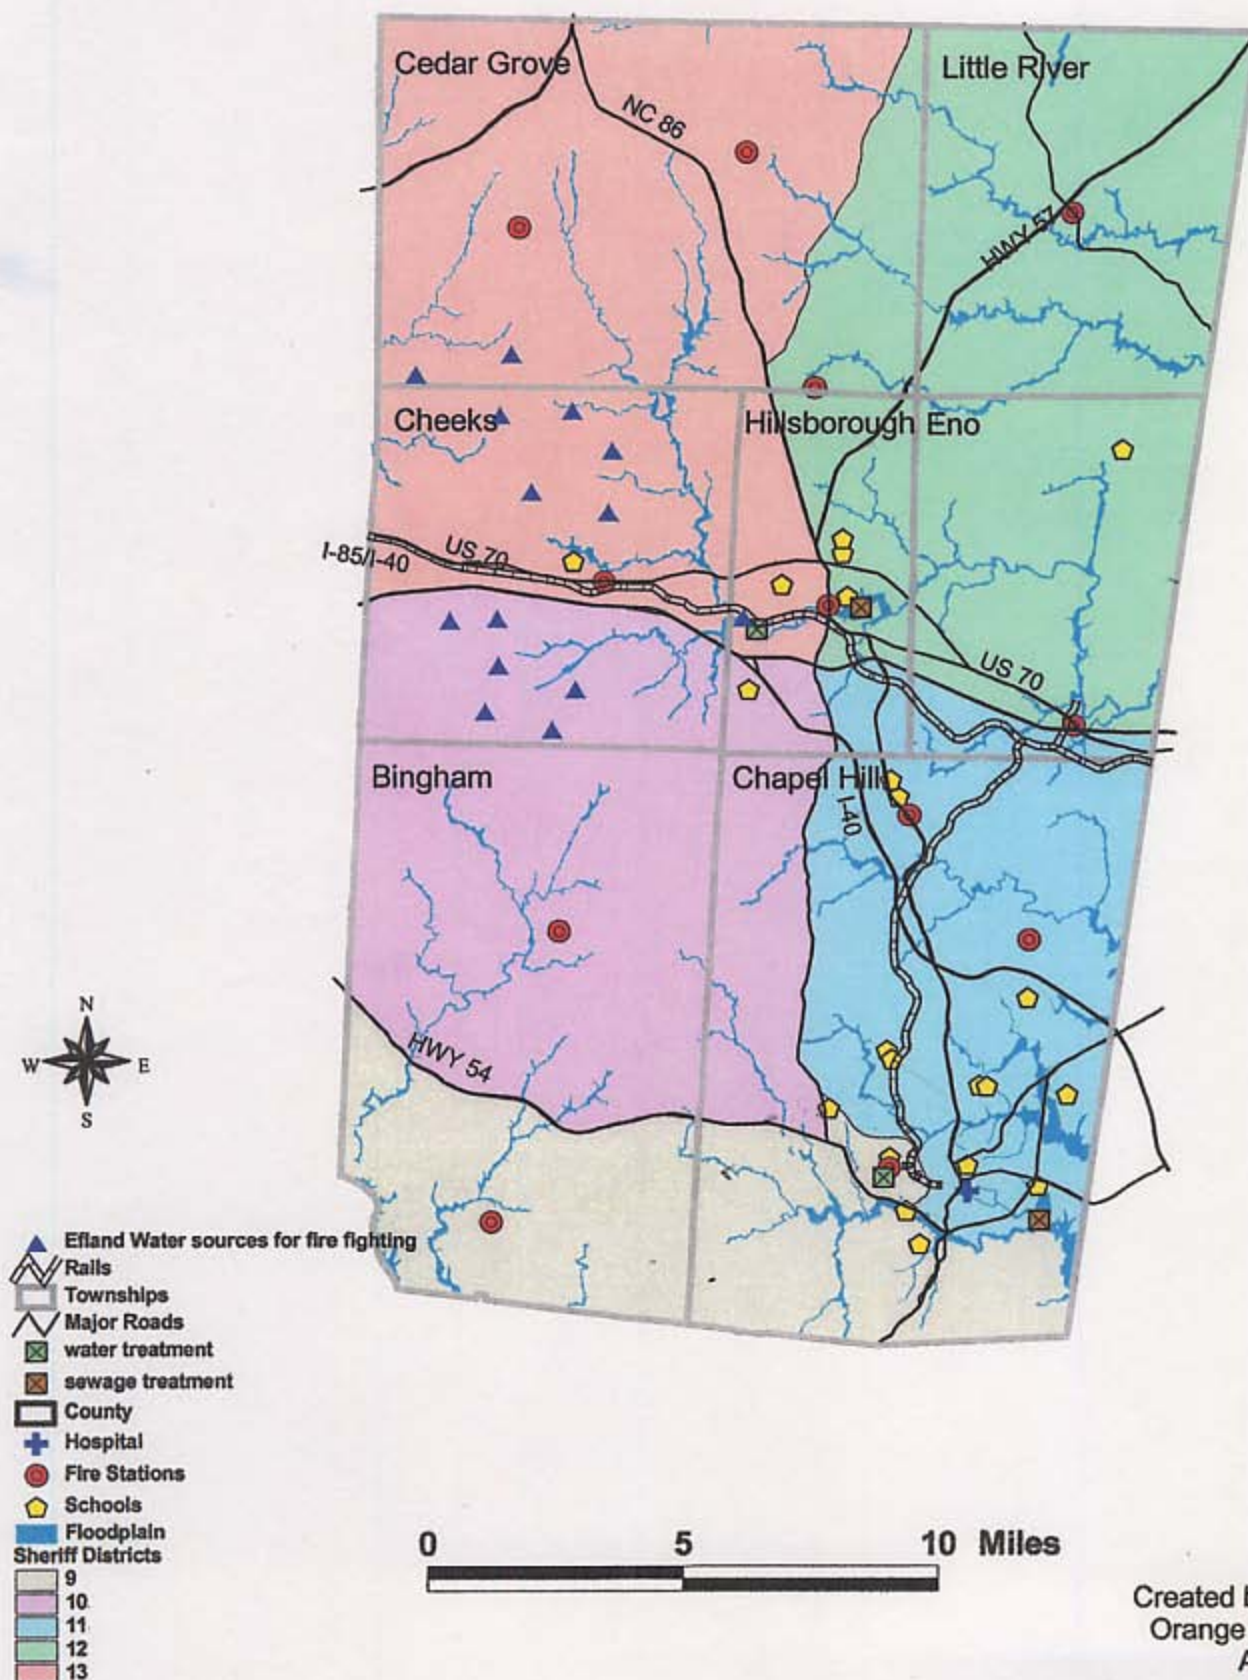 Cedar Grove
Little River
NC 86
HWY 57
Cheeks
Hillsborough
Eno
I-85/I-40
US 70
US 70
Bingham
Chapel Hill
I-40
HWY 54
N
W
E
S
Efland Water sources for fire fighting
Rails
Townships
Major Roads
water treatment
sewage treatment
County
Hospital
Fire Stations
Schools
Floodplain
Sheriff Districts
9
10
11
12
13
0 5 10 Miles
Created
Orange